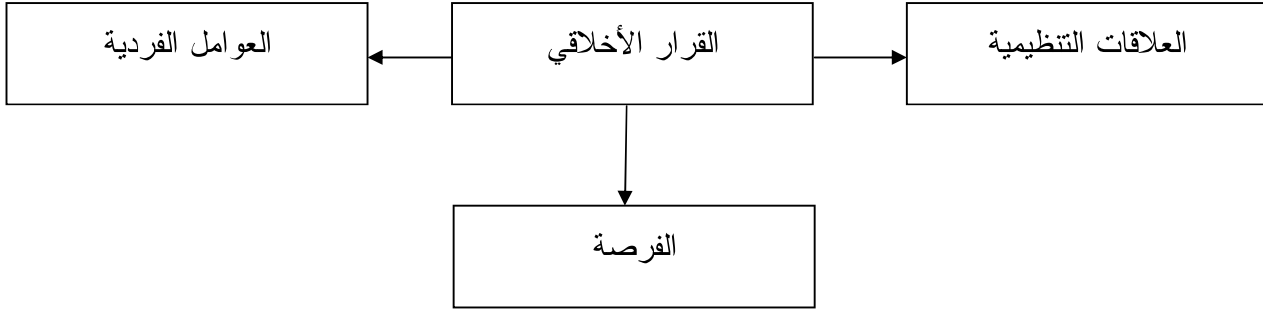 العلاقات التنظيمية
القرار الأخلاقي
العوامل الفردية
الفرصة